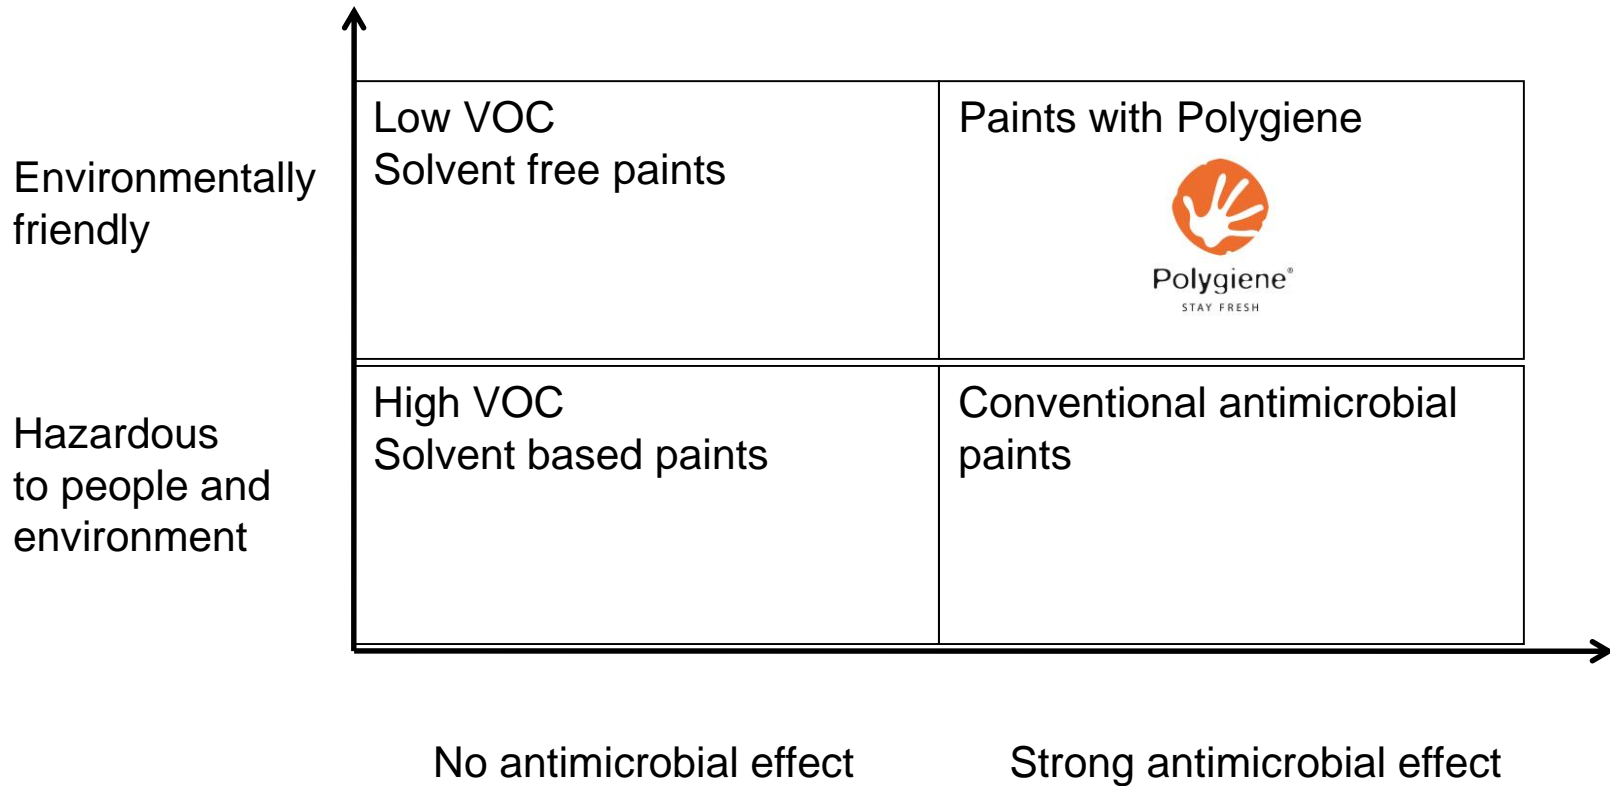 Low VOC
Solvent free paints
Paints with Polygiene
Environmentally
friendly
Polygiene®
STAY FRESH
High VOC
Solvent based paints
Conventional antimicrobial
paints
Hazardous
to people and
environment
No antimicrobial effect
Strong antimicrobial effect